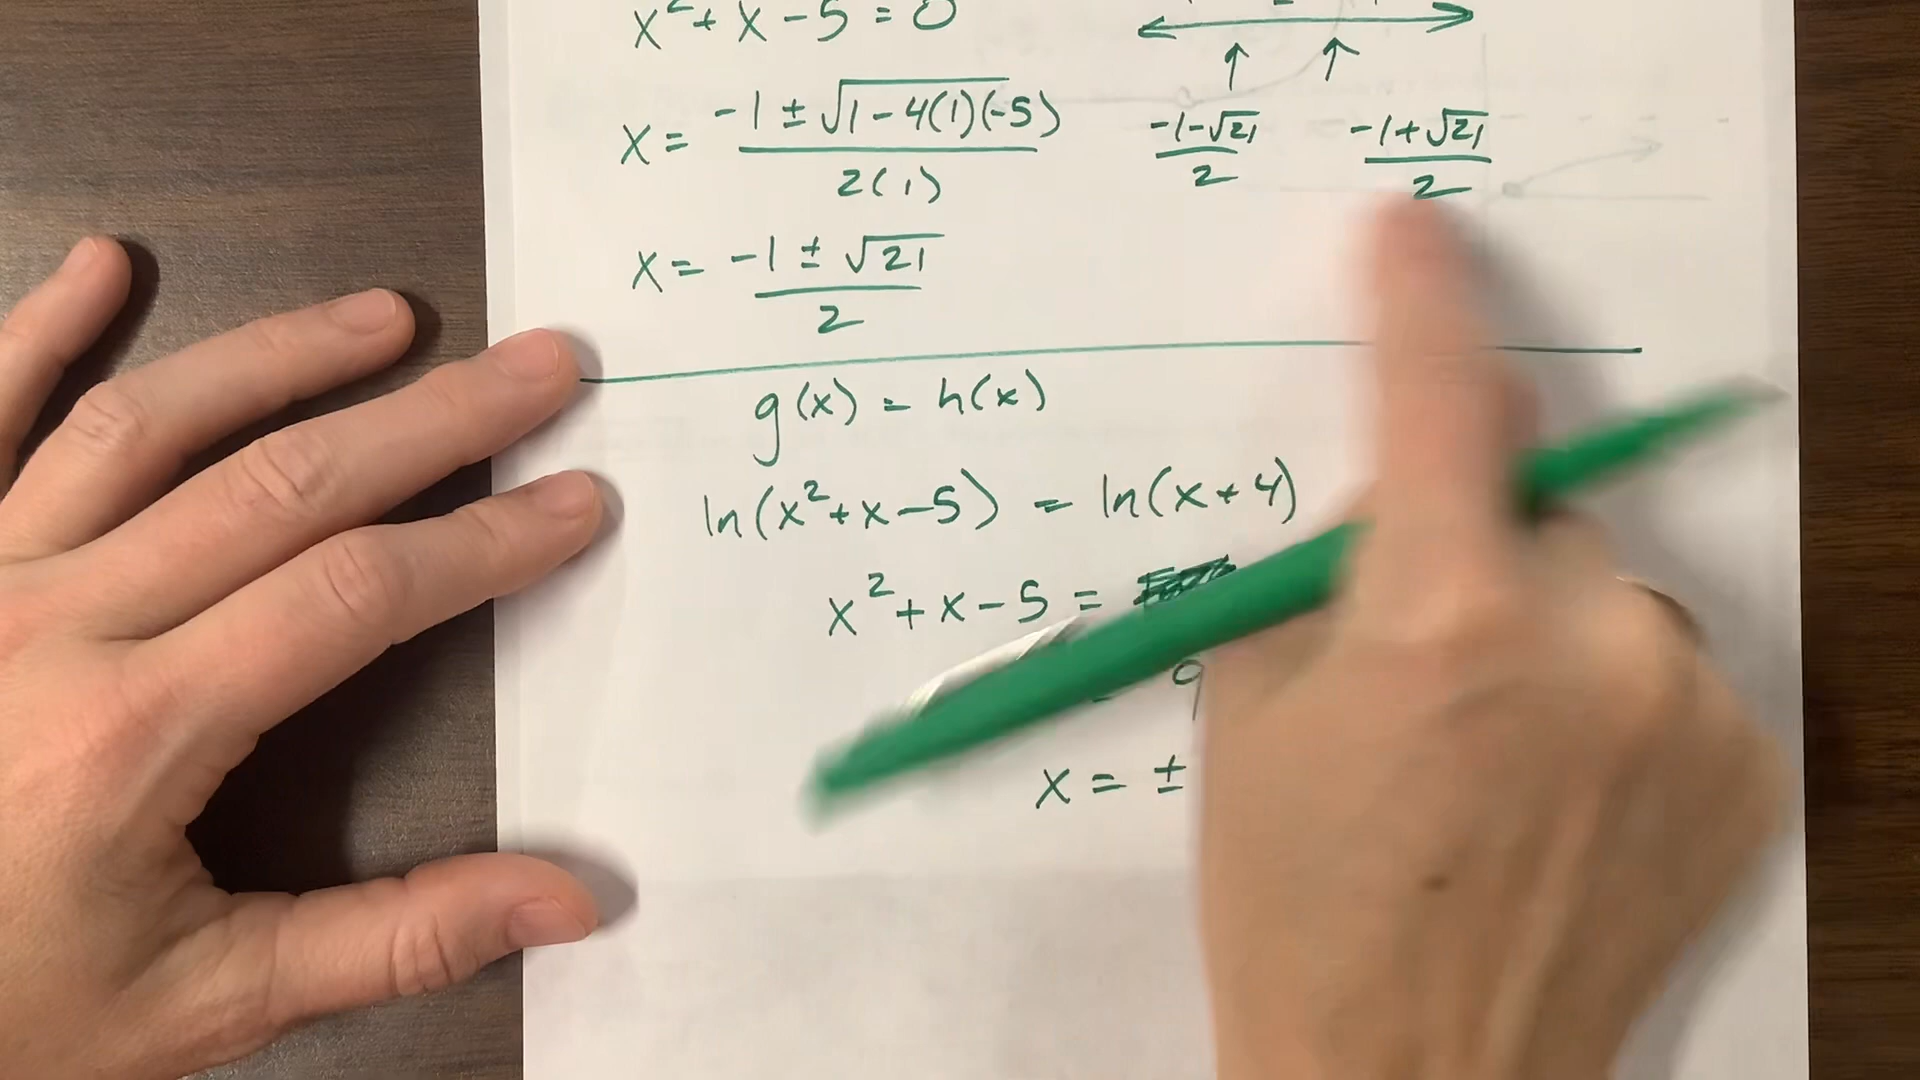 x² + x - 5 = 0
x = (-1 ± √(1 - 4(1)(-5))) / 2(1)
(-1 - √21) / 2
(-1 + √21) / 2
x = (-1 ± √21) / 2
g(x) = h(x)
ln(x² + x - 5) = ln(x + 4)
x² + x - 5 =
= 9
x = ±